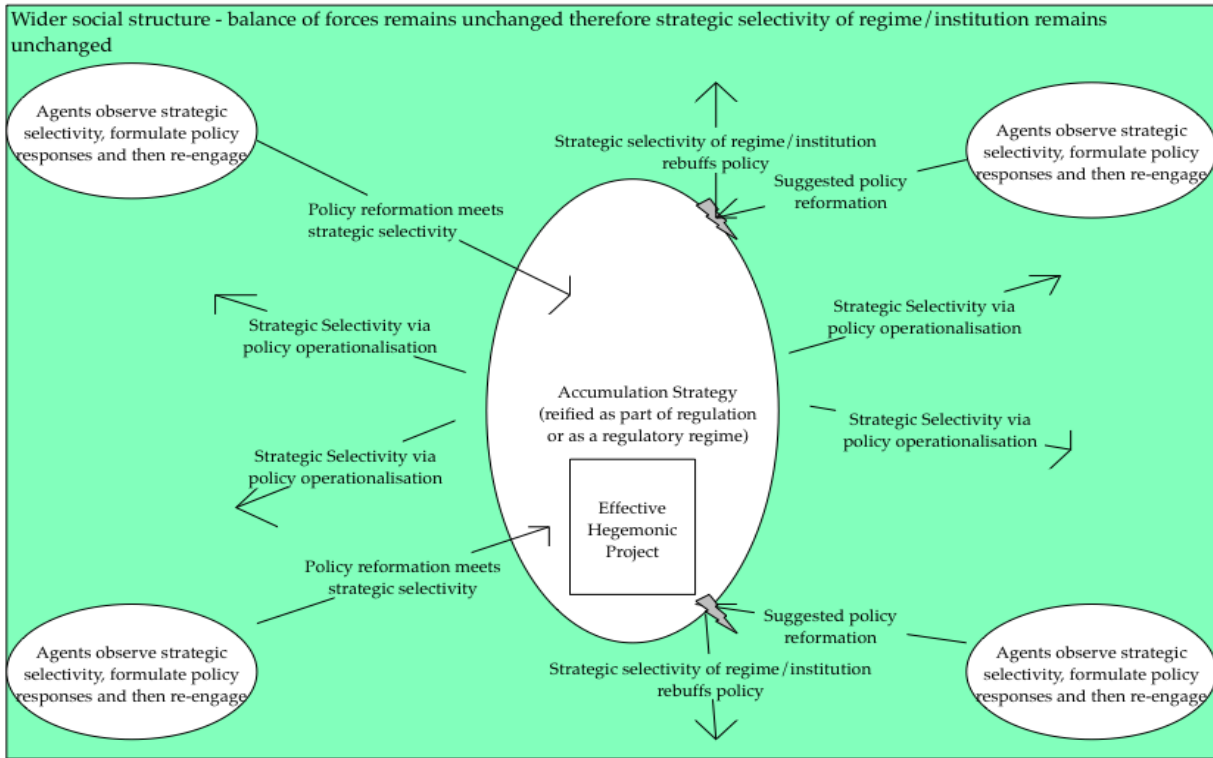 Wider social structure - balance of forces remains unchanged therefore strategic selectivity of regime/institution remains
unchanged
Agents observe strategic
selectivity, formulate policy
responses and then re-engage
Strategic selectivity of regime/institution
rebuffs policy
Agents observe strategic
selectivity, formulate policy
responses and then re-engage
Suggested policy
reformation
Policy reformation meets
strategic selectivity
Strategic Selectivity via
policy operationalisation
Strategic Selectivity via
policy operationalisation
Accumulation Strategy
(reified as part of regulation
or as a regulatory regime)
Strategic Selectivity via
policy operationalisation
Strategic Selectivity via
policy operationalisation
Effective
Hegemonic
Project
Policy reformation meets
strategic selectivity
Suggested policy
reformation
Agents observe strategic
selectivity, formulate policy
responses and then re-engage
Strategic selectivity of regime/institution
rebuffs policy
Agents observe strategic
selectivity, formulate policy
responses and then re-engage